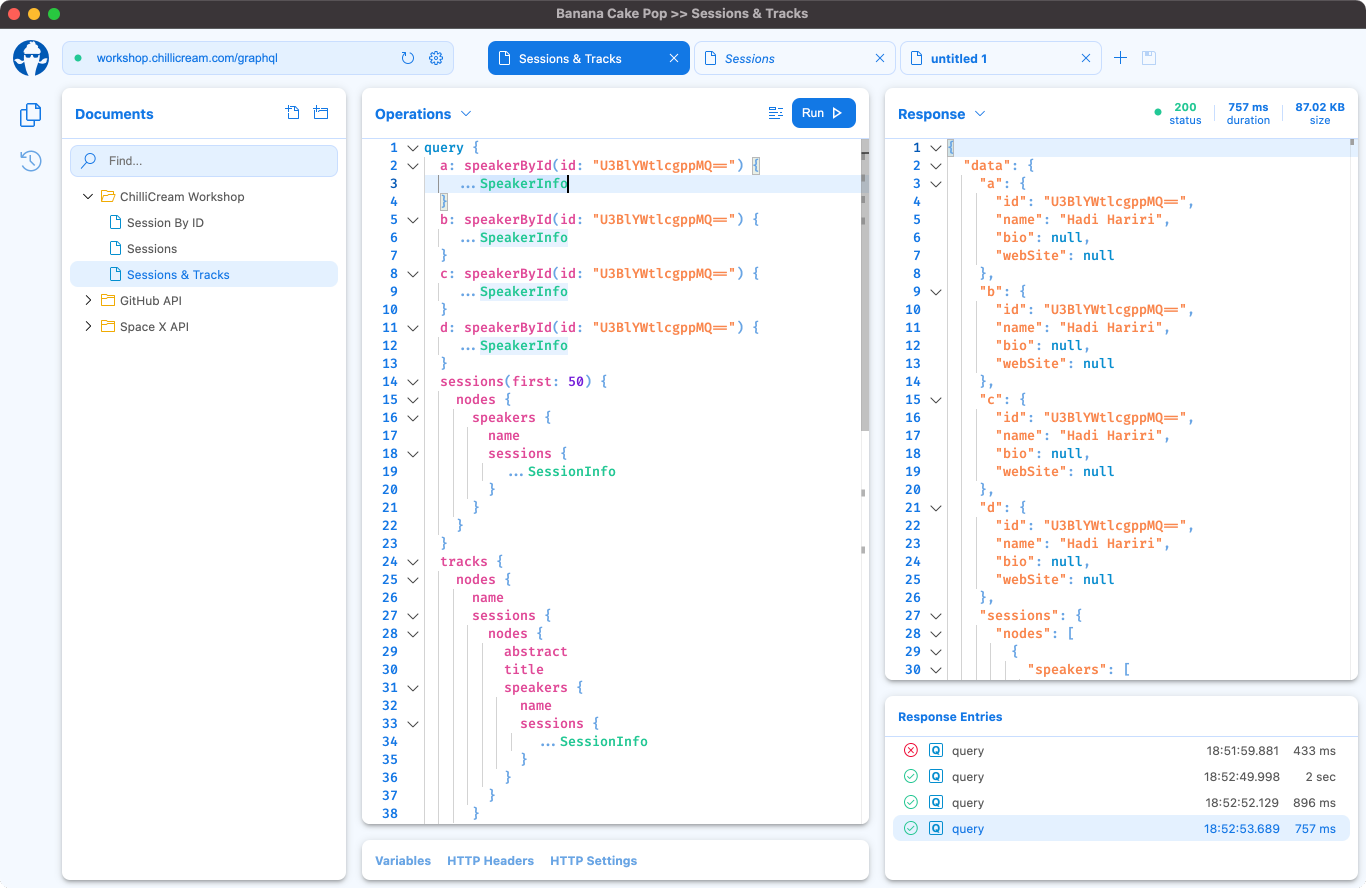 Banana Cake Pop >> Sessions & Tracks
workshop.chillicream.com/graphql
Sessions & Tracks
Sessions
untitled 1
Documents
Find...
ChilliCream Workshop
Session By ID
Sessions
Sessions & Tracks
GitHub API
Space X API
Operations
Run
1 query {
2 a: speakerById(id: "U3BlYWtlcgppMQ==") {
3 ...SpeakerInfo
4 }
5 b: speakerById(id: "U3BlYWtlcgppMQ==") {
6 ...SpeakerInfo
7 }
8 c: speakerById(id: "U3BlYWtlcgppMQ==") {
9 ...SpeakerInfo
10 }
11 d: speakerById(id: "U3BlYWtlcgppMQ==") {
12 ...SpeakerInfo
13 }
14 sessions(first: 50) {
15 nodes {
16 speakers {
17 name
18 sessions {
19 ...SessionInfo
20 }
21 }
22 }
23 }
24 tracks {
25 nodes {
26 name
27 sessions {
28 nodes {
29 abstract
30 title
31 speakers {
32 name
33 sessions {
34 ...SessionInfo
35 }
36 }
37 }
38 }
Variables HTTP Headers HTTP Settings
Response
200 status
757 ms duration
87.02 KB size
1 {
2 "data": {
3 "a": {
4 "id": "U3BlYWtlcgppMQ==",
5 "name": "Hadi Hariri",
6 "bio": null,
7 "webSite": null
8 },
9 "b": {
10 "id": "U3BlYWtlcgppMQ==",
11 "name": "Hadi Hariri",
12 "bio": null,
13 "webSite": null
14 },
15 "c": {
16 "id": "U3BlYWtlcgppMQ==",
17 "name": "Hadi Hariri",
18 "bio": null,
19 "webSite": null
20 },
21 "d": {
22 "id": "U3BlYWtlcgppMQ==",
23 "name": "Hadi Hariri",
24 "bio": null,
25 "webSite": null
26 },
27 "sessions": {
28 "nodes": [
29 {
30 "speakers": [
Response Entries
Q query 18:51:59.881 433 ms
Q query 18:52:49.998 2 sec
Q query 18:52:52.129 896 ms
Q query 18:52:53.689 757 ms